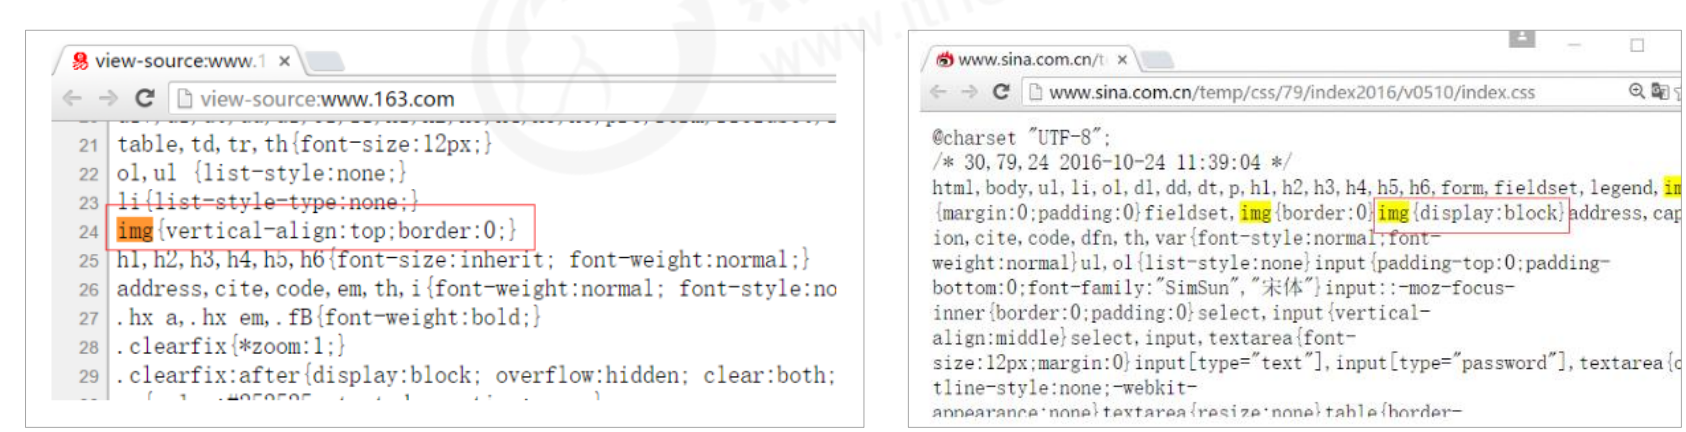 view-source:www.1
view-source:www.163.com
21 table,td,tr,th{font-size:12px;}
22 ol,ul {list-style:none;}
23 li{list-style-type:none;}
24 img{vertical-align:top;border:0;}
25 h1,h2,h3,h4,h5,h6{font-size:inherit; font-weight:normal;}
26 address,cite,code,em,th,i{font-weight:normal; font-style:no
27 .hx a,.hx em,.fB{font-weight:bold;}
28 .clearfix{*zoom:1;}
29 .clearfix:after{display:block; overflow:hidden; clear:both;
www.sina.com.cn/t
www.sina.com.cn/temp/css/79/index2016/v0510/index.css
@charset "UTF-8";
/* 30,79,24 2016-10-24 11:39:04 */
html,body,ul,li,ol,dl,dd,dt,p,h1,h2,h3,h4,h5,h6,form,fieldset,legend,im
{margin:0;padding:0}fieldset,img{border:0}img{display:block}address,cap
ion,cite,code,dfn,th,var{font-style:normal;font-
weight:normal}ul,ol{list-style:none}input{padding-top:0;padding-
bottom:0;font-family:"SimSun","宋体"}input::-moz-focus-
inner{border:0;padding:0}select,input{vertical-
align:middle}select,input,textarea{font-
size:12px;margin:0}input[type="text"],input[type="password"],textarea{o
tline-style:none;-webkit-
appearance:none}textarea{resize:none}table{border-